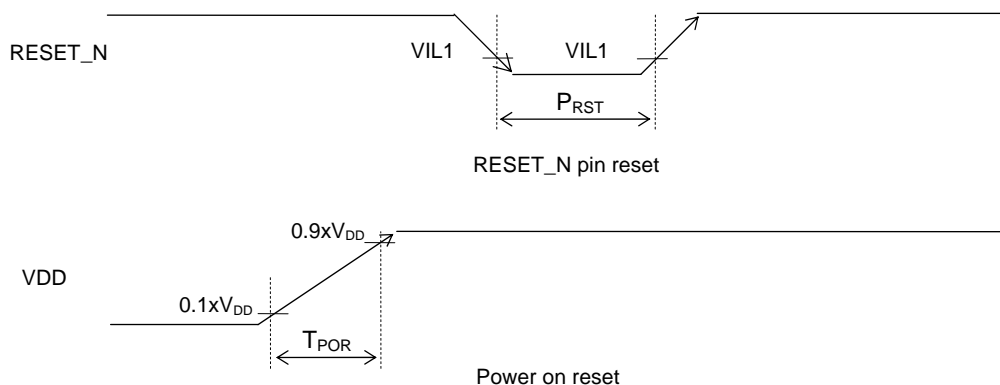 RESET_N
VIL1
VIL1
PRST
RESET_N pin reset
0.9xVDD
VDD
0.1xVDD
TPOR
Power on reset